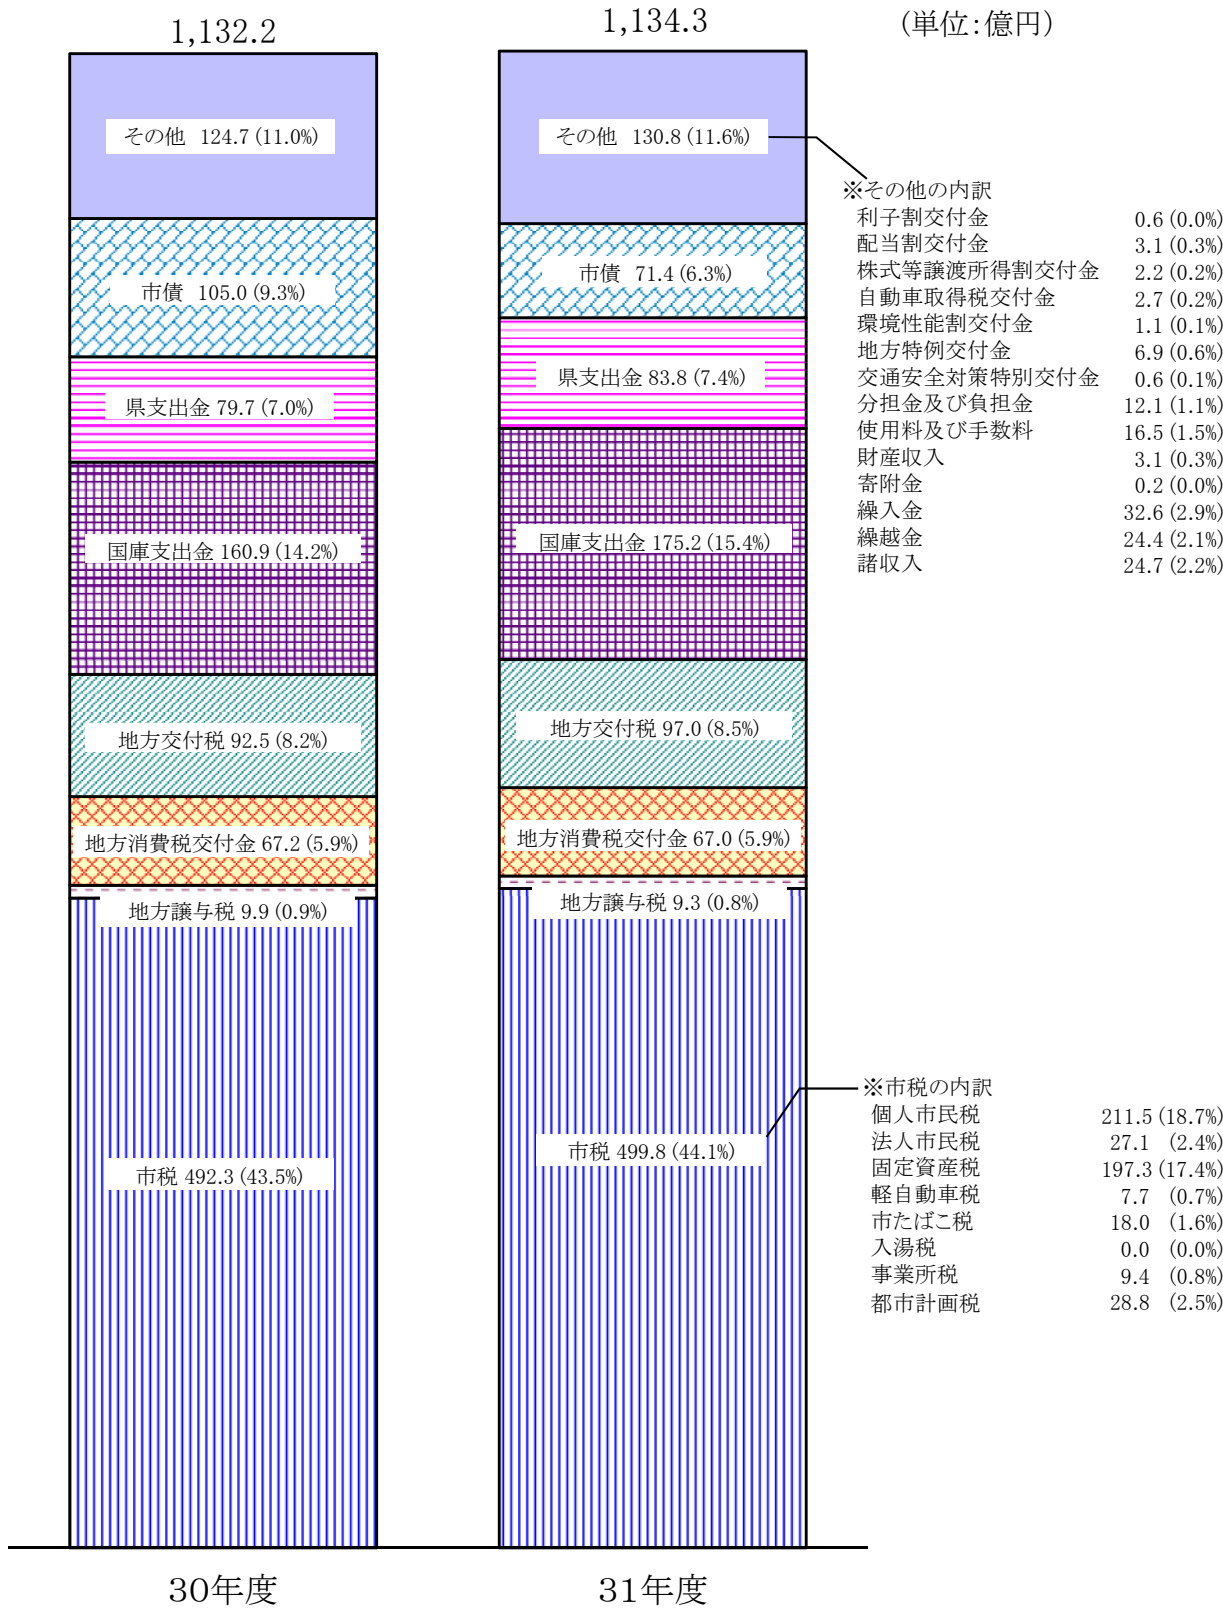 1,132.2
1,134.3
(単位：億円)
その他 124.7 (11.0%)
市債 105.0 (9.3%)
県支出金 79.7 (7.0%)
国庫支出金 160.9 (14.2%)
地方交付税 92.5 (8.2%)
地方消費税交付金 67.2 (5.9%)
地方譲与税 9.9 (0.9%)
市税 492.3 (43.5%)
30年度
その他 130.8 (11.6%)
市債 71.4 (6.3%)
県支出金 83.8 (7.4%)
国庫支出金 175.2 (15.4%)
地方交付税 97.0 (8.5%)
地方消費税交付金 67.0 (5.9%)
地方譲与税 9.3 (0.8%)
市税 499.8 (44.1%)
31年度
※その他の内訳
利子割交付金 0.6 (0.0%)
配当割交付金 3.1 (0.3%)
株式等譲渡所得割交付金 2.2 (0.2%)
自動車取得税交付金 2.7 (0.2%)
環境性能割交付金 1.1 (0.1%)
地方特例交付金 6.9 (0.6%)
交通安全対策特別交付金 0.6 (0.1%)
分担金及び負担金 12.1 (1.1%)
使用料及び手数料 16.5 (1.5%)
財産収入 3.1 (0.3%)
寄附金 0.2 (0.0%)
繰入金 32.6 (2.9%)
繰越金 24.4 (2.1%)
諸収入 24.7 (2.2%)
※市税の内訳
個人市民税 211.5 (18.7%)
法人市民税 27.1 (2.4%)
固定資産税 197.3 (17.4%)
軽自動車税 7.7 (0.7%)
市たばこ税 18.0 (1.6%)
入湯税 0.0 (0.0%)
事業所税 9.4 (0.8%)
都市計画税 28.8 (2.5%)